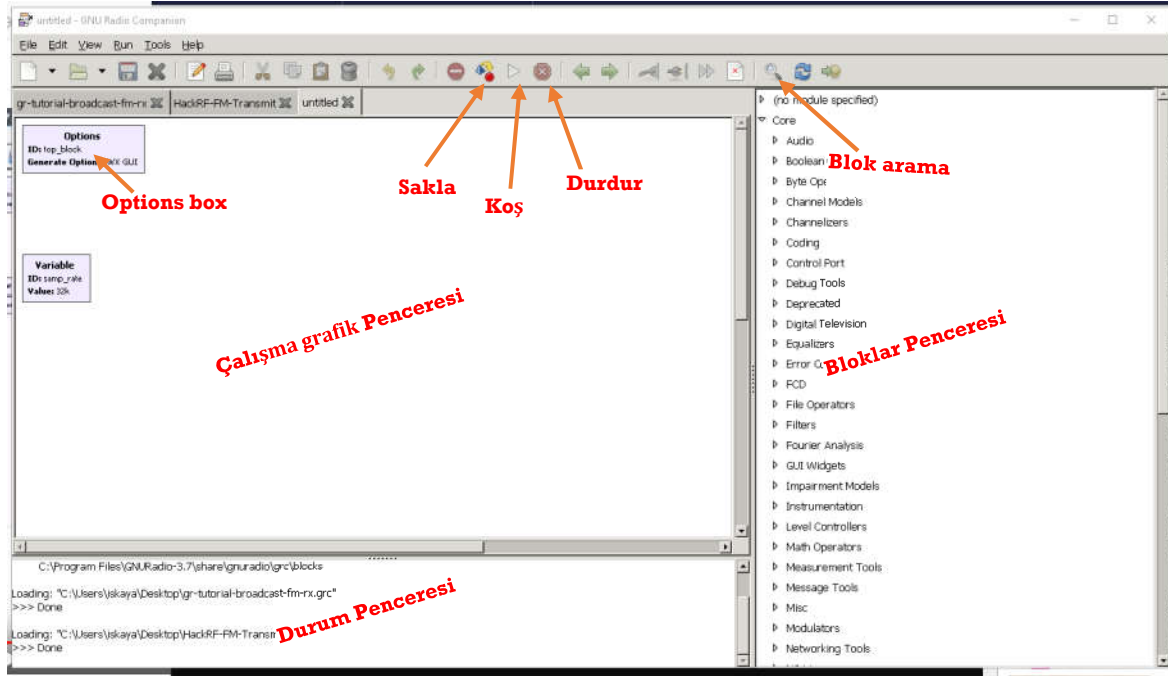 untitled - GNU Radio Companion
File Edit View Run Tools Help
gr-tutorial-broadcast-fm-rx HackRF-FM-Transmit untitled
Options
ID: top_block
Generate Option GUI
Options box
Sakla
Koş
Durdur
Blok arama
Variable
ID: samp_rate
Value: 32k
Çalışma grafik Penceresi
(no module specified)
Core
Audio
Boolean
Byte Ope
Channel Models
Channelizers
Coding
Control Port
Debug Tools
Deprecated
Digital Television
Equalizers
Error
FCD
File Operators
Filters
Fourier Analysis
GUI Widgets
Impairment Models
Instrumentation
Level Controllers
Math Operators
Measurement Tools
Message Tools
Misc
Modulators
Networking Tools
Bloklar Penceresi
C:\Program Files\GNURadio-3.7\share\gnuradio\grc\blocks
Loading: "C:\Users\iskaya\Desktop\gr-tutorial-broadcast-fm-rx.grc"
>>> Done
Loading: "C:\Users\iskaya\Desktop\HackRF-FM-Transm
>>> Done
Durum Penceresi